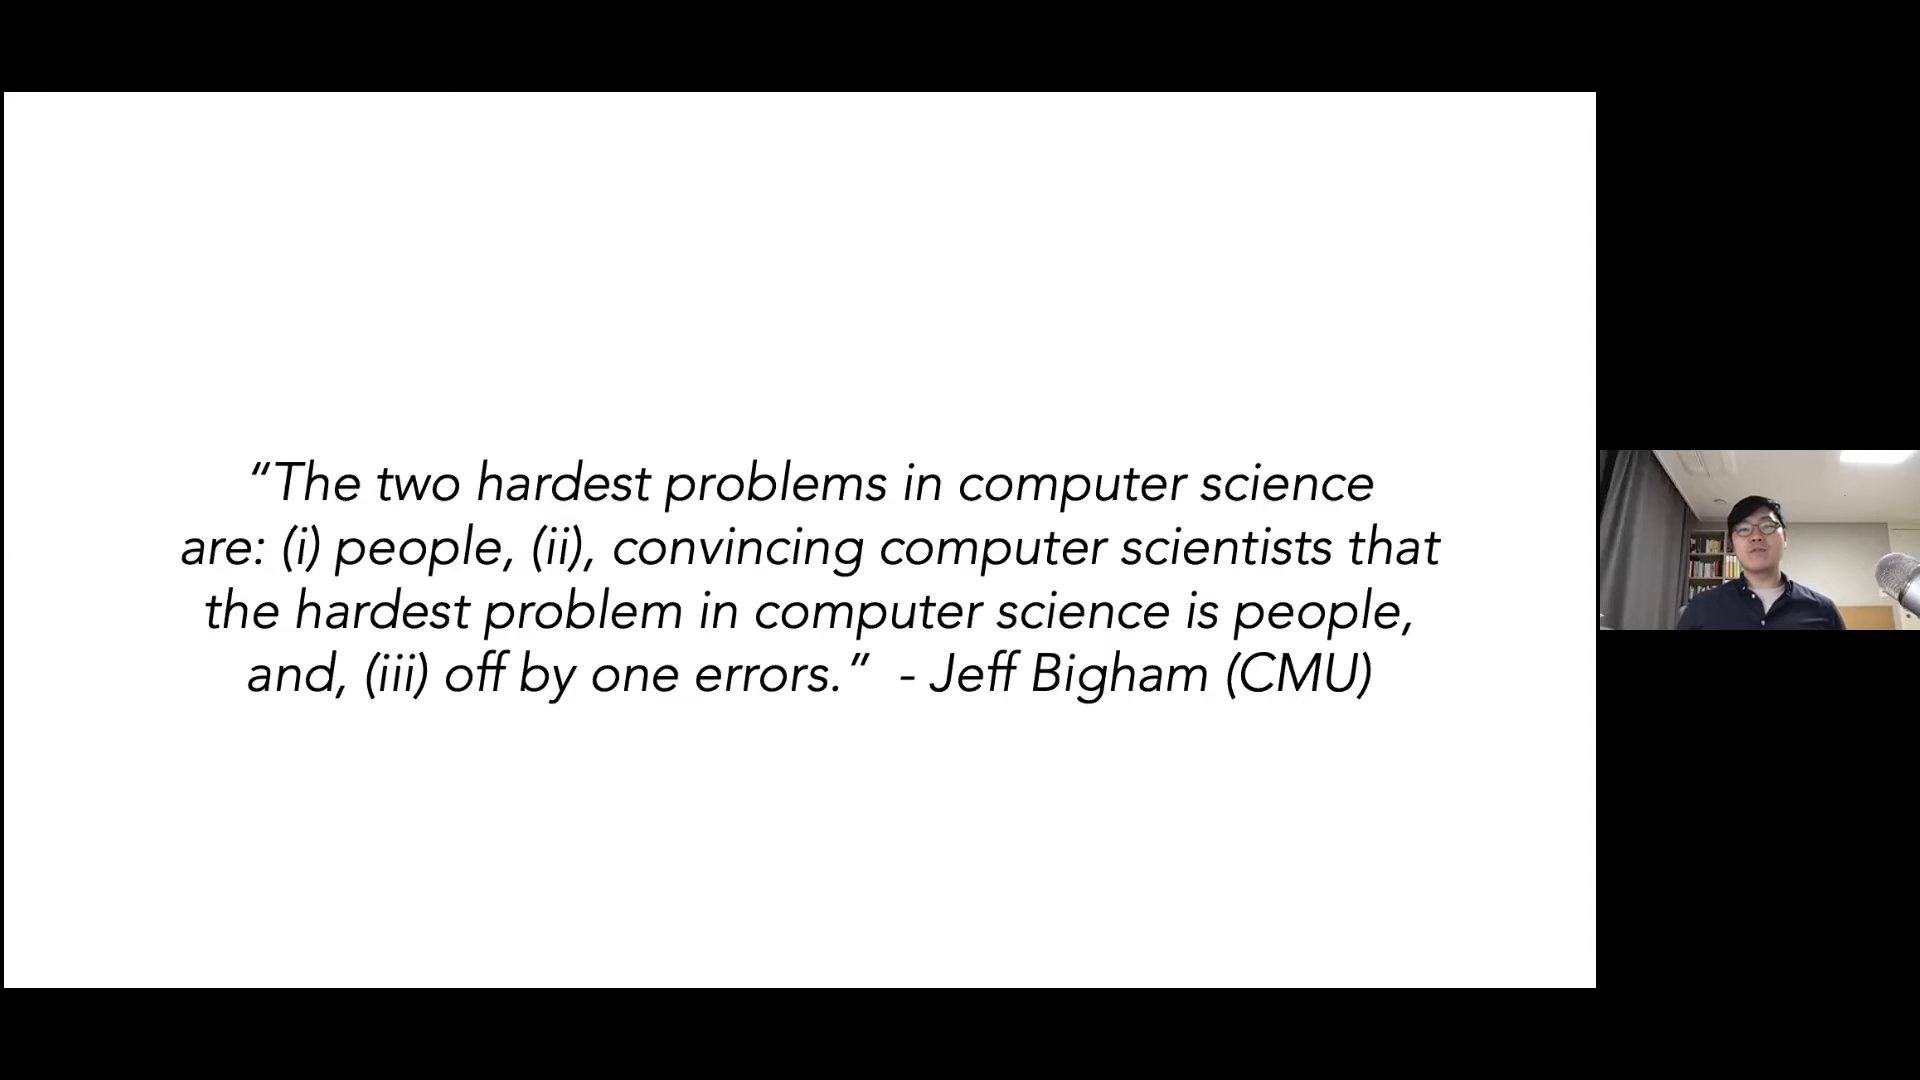 “The two hardest problems in computer science
are: (i) people, (ii), convincing computer scientists that
the hardest problem in computer science is people,
and, (iii) off by one errors.” - Jeff Bigham (CMU)